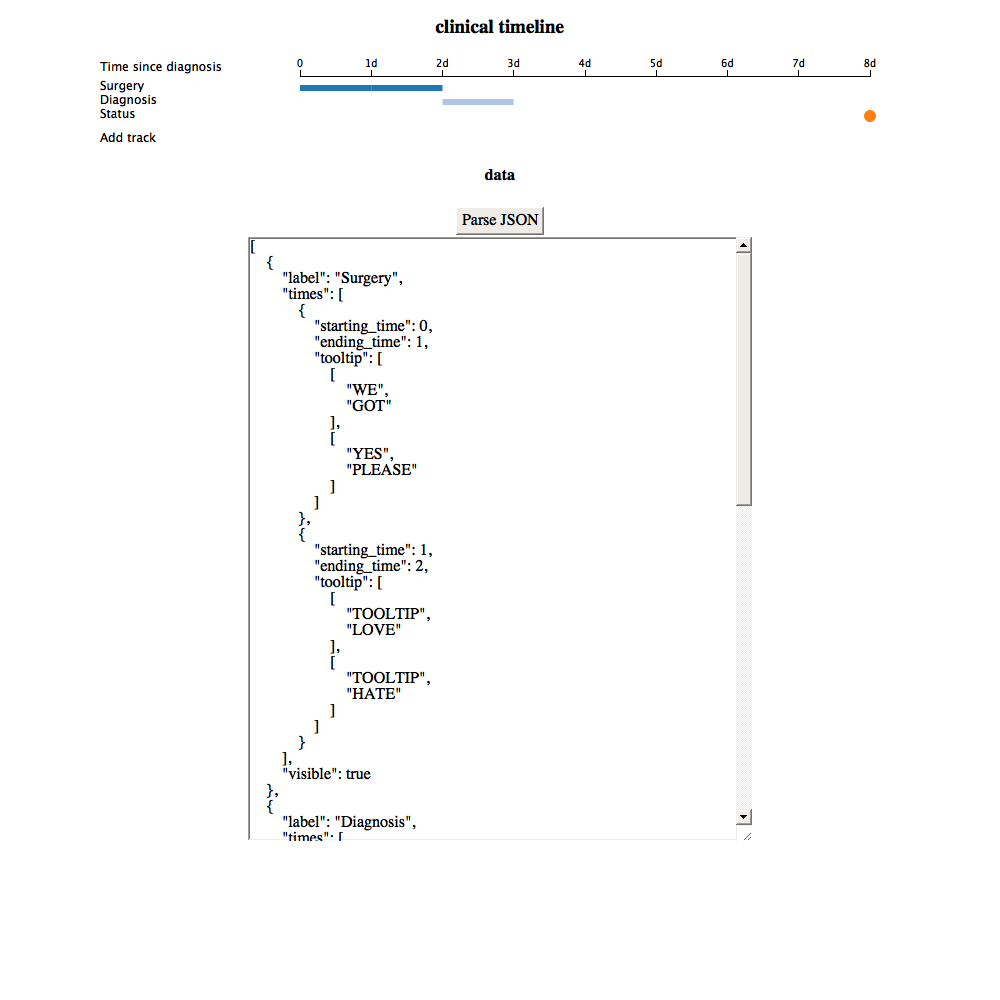 clinical timeline
Time since diagnosis 0 1d 2d 3d 4d 5d 6d 7d 8d
Surgery
Diagnosis
Status
Add track
data
Parse JSON
[
{
"label": "Surgery",
"times": [
{
"starting_time": 0,
"ending_time": 1,
"tooltip": [
[
"WE",
"GOT"
],
[
"YES",
"PLEASE"
]
]
},
{
"starting_time": 1,
"ending_time": 2,
"tooltip": [
[
"TOOLTIP",
"LOVE"
],
[
"TOOLTIP",
"HATE"
]
]
}
],
"visible": true
},
{
"label": "Diagnosis",
"times": [